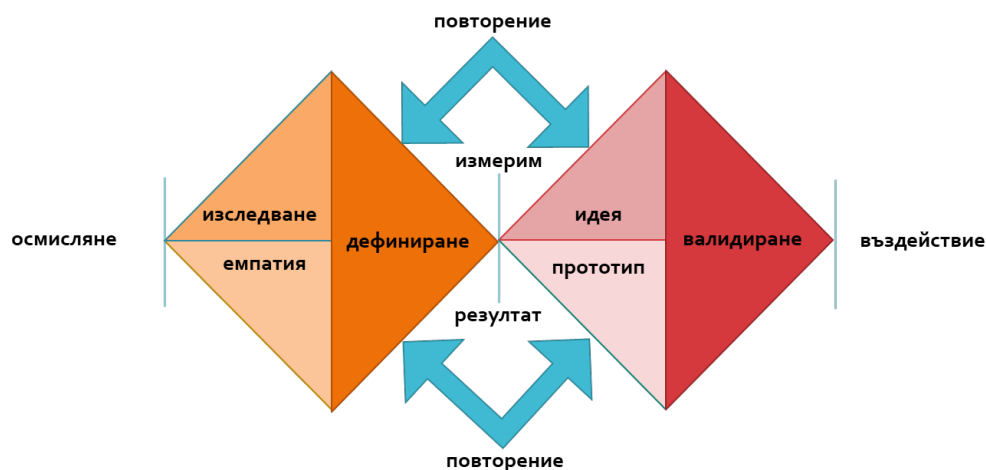 повторение
измерим
изследване
идея
осмисляне
дефиниране
валидиране
въздействие
емпатия
прототип
резултат
повторение